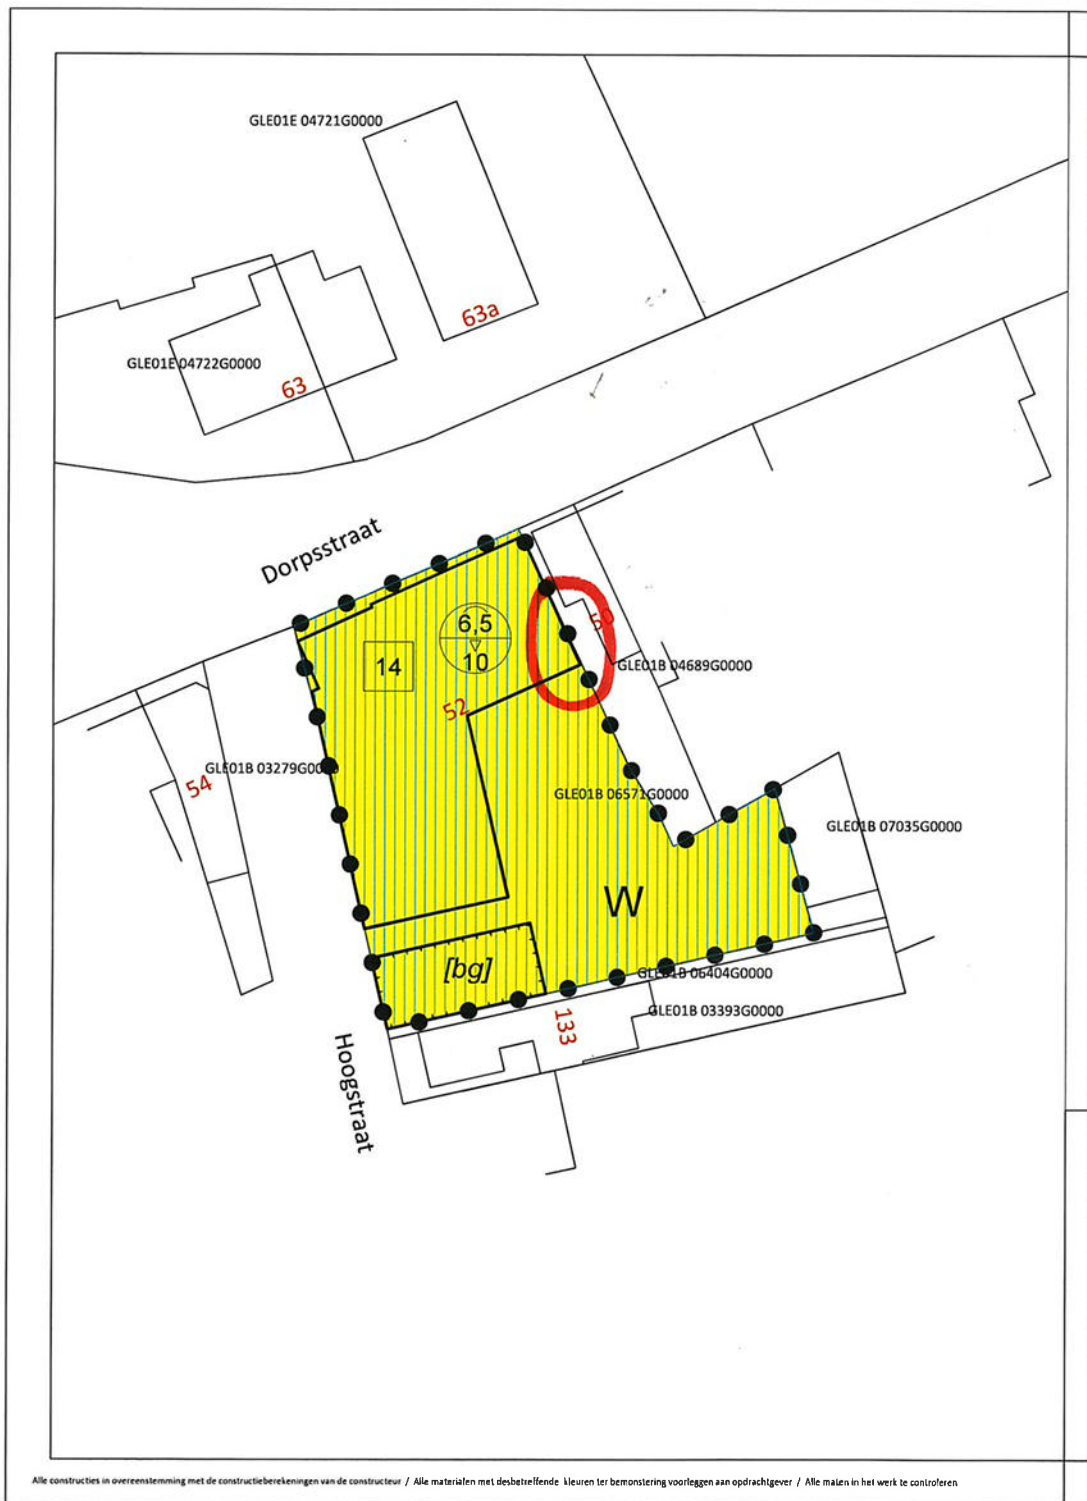 GLE01E 04721G0000
63a
GLE01E 04722G0000
63
Dorpsstraat
6,5
10
14
50
GLE01B 04689G0000
52
GLE01B 03279G0000
54
GLE01B 06571G0000
GLE01B 07035G0000
W
[bg]
GLE01B 06404G0000
GLE01B 03393G0000
133
Hoogstraat
Alle constructies in overeenstemming met de constructieberekeningen van de constructeur / Alle materialen met desbetreffende kleuren ter bemonstering voorleggen aan opdrachtgever / Alle maten in het werk te controleren